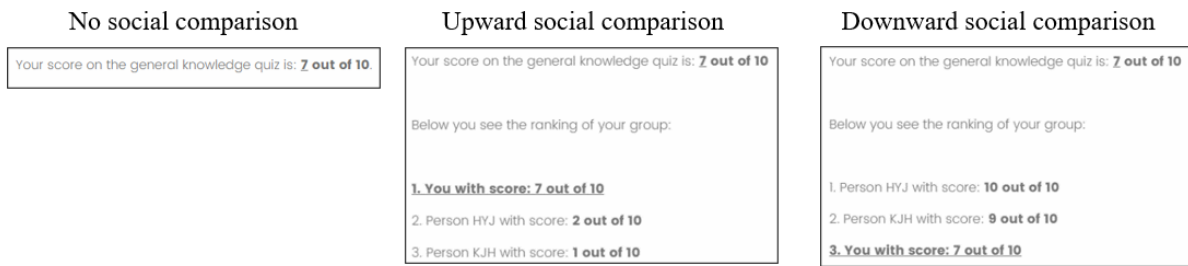 No social comparison
Your score on the general knowledge quiz is: 7 out of 10.
Upward social comparison
Your score on the general knowledge quiz is: 7 out of 10
Below you see the ranking of your group:
1. You with score: 7 out of 10
2. Person HYJ with score: 2 out of 10
3. Person KJH with score: 1 out of 10
Downward social comparison
Your score on the general knowledge quiz is: 7 out of 10
Below you see the ranking of your group:
1. Person HYJ with score: 10 out of 10
2. Person KJH with score: 9 out of 10
3. You with score: 7 out of 10